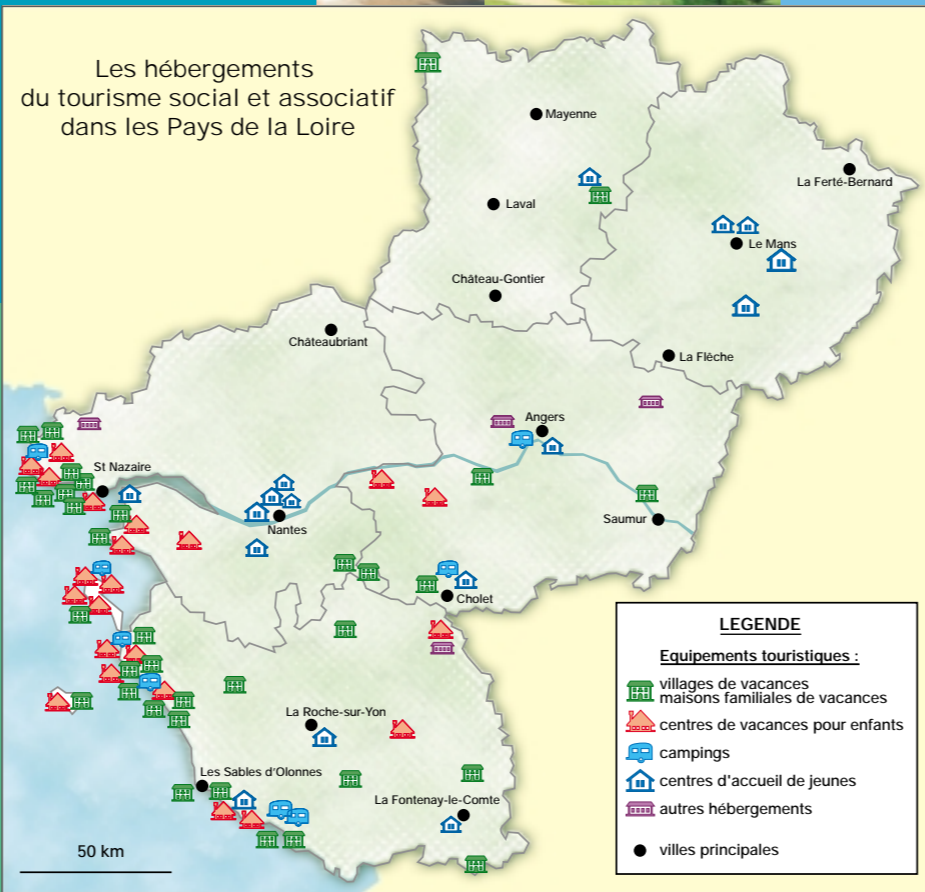 Les hébergements
du tourisme social et associatif
dans les Pays de la Loire
Mayenne
La Ferté-Bernard
Laval
Le Mans
Château-Gontier
Châteaubriant
La Flèche
Angers
St Nazaire
Nantes
Saumur
Cholet
La Roche-sur-Yon
Les Sables d'Olonnes
La Fontenay-le-Comte
50 km
LEGENDE
Equipements touristiques :
villages de vacances
maisons familiales de vacances
centres de vacances pour enfants
campings
centres d'accueil de jeunes
autres hébergements
villes principales